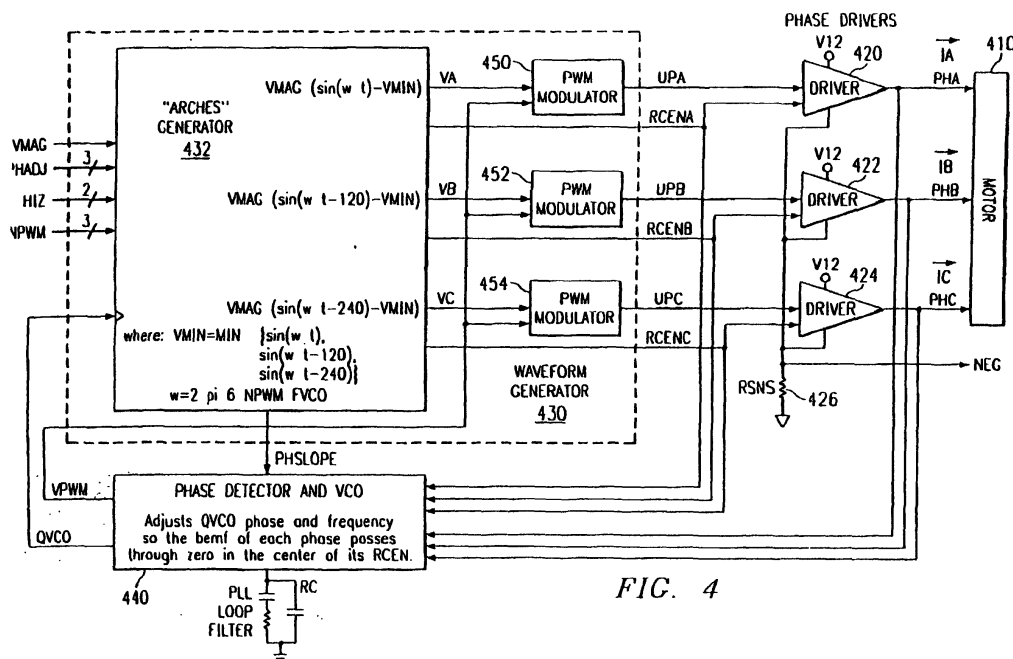 PHASE DRIVERS
VMAG (sin(w t)-VMIN)
VA
450
PWM
MODULATOR
UPA
V12
420
DRIVER
IA
PHA
410
"ARCHES"
GENERATOR
432
RCENA
VMAG
PHADJ
3
HIZ
2
NPWM
3
VMAG (sin(w t-120)-VMIN)
VB
452
PWM
MODULATOR
UPB
V12
422
DRIVER
IB
PHB
MOTOR
RCENB
VMAG (sin(w t-240)-VMIN)
VC
454
PWM
MODULATOR
UPC
V12
424
DRIVER
IC
PHC
RCENC
where: VMIN=MIN {sin(w t),
sin(w t-120),
sin(w t-240)}
w=2 pi 6 NPWM FVCO
WAVEFORM
GENERATOR
430
NEG
RSNS
426
PHSLOPE
VPWM
QVCO
PHASE DETECTOR AND VCO
Adjusts QVCO phase and frequency
so the bemf of each phase passes
through zero in the center of its RCEN.
440
PLL
LOOP
FILTER
RC
FIG. 4